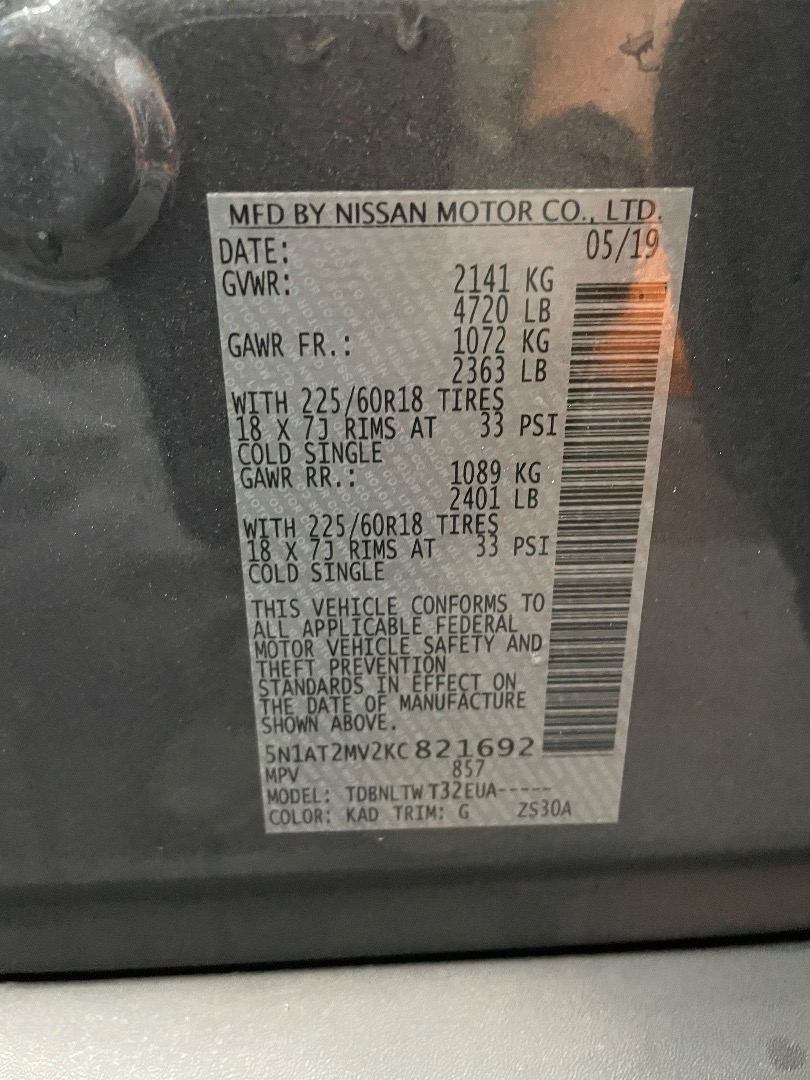 MFD BY NISSAN MOTOR CO., LTD.
DATE: 05/19
GVWR: 2141 KG
4720 LB
GAWR FR.: 1072 KG
2363 LB
WITH 225/60R18 TIRES
18 X 7J RIMS AT 33 PSI
COLD SINGLE
GAWR RR.: 1089 KG
2401 LB
WITH 225/60R18 TIRES
18 X 7J RIMS AT 33 PSI
COLD SINGLE
THIS VEHICLE CONFORMS TO
ALL APPLICABLE FEDERAL
MOTOR VEHICLE SAFETY AND
THEFT PREVENTION
STANDARDS IN EFFECT ON
THE DATE OF MANUFACTURE
SHOWN ABOVE.
5N1AT2MV2KC821692
MPV 857
MODEL: TDBNLTWT32EUA-----
COLOR: KAD TRIM: G ZS30A